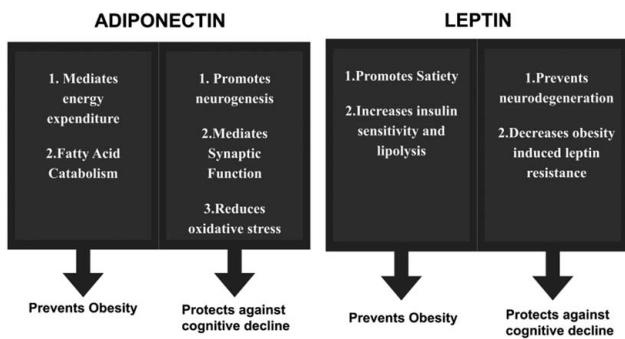 ADIPONECTIN
1. Mediates
energy
expenditure
2.Fatty Acid
Catabolism
1. Promotes
neurogenesis
2.Mediates
Synaptic
Function
3.Reduces
oxidative stress
Prevents Obesity
Protects against
cognitive decline
LEPTIN
1.Promotes Satiety
2.Increases insulin
sensitivity and
lipolysis
1.Prevents
neurodegeneration
2.Decreases obesity
induced leptin
resistance
Prevents Obesity
Protects against
cognitive decline